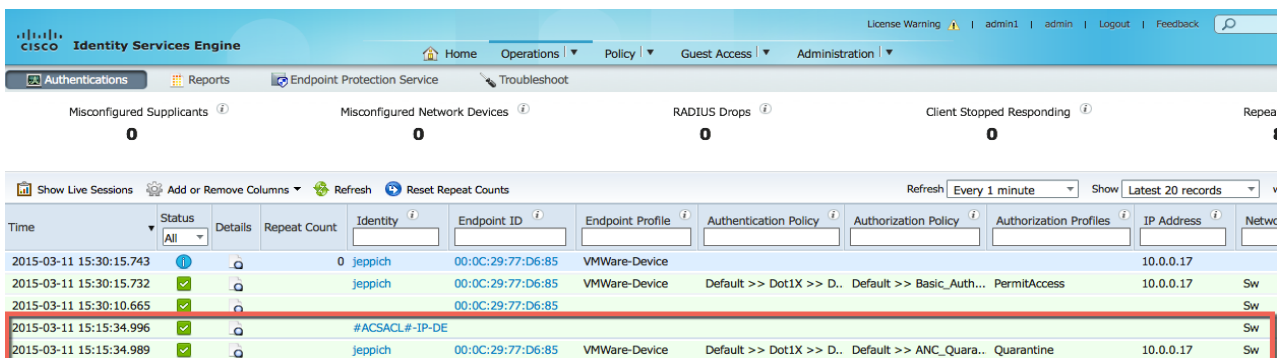 License Warning | admin1 | admin | Logout | Feedback
CISCO Identity Services Engine
Home Operations Policy Guest Access Administration
Authentications Reports Endpoint Protection Service Troubleshoot
Misconfigured Supplicants Misconfigured Network Devices RADIUS Drops Client Stopped Responding Repea
0 0 0 0
Show Live Sessions Add or Remove Columns Refresh Reset Repeat Counts Refresh Every 1 minute Show Latest 20 records
Time Status Details Repeat Count Identity Endpoint ID Endpoint Profile Authentication Policy Authorization Policy Authorization Profiles IP Address Netwo
All
2015-03-11 15:30:15.743 0 jeppich 00:0C:29:77:D6:85 VMWare-Device 10.0.0.17
2015-03-11 15:30:15.732 jeppich 00:0C:29:77:D6:85 VMWare-Device Default >> Dot1X >> D.. Default >> Basic_Auth... PermitAccess 10.0.0.17 Sw
2015-03-11 15:30:10.665 00:0C:29:77:D6:85 Sw
2015-03-11 15:15:34.996 #ACSACL#-IP-DE Sw
2015-03-11 15:15:34.989 jeppich 00:0C:29:77:D6:85 VMWare-Device Default >> Dot1X >> D.. Default >> ANC_Quara.. Quarantine 10.0.0.17 Sw